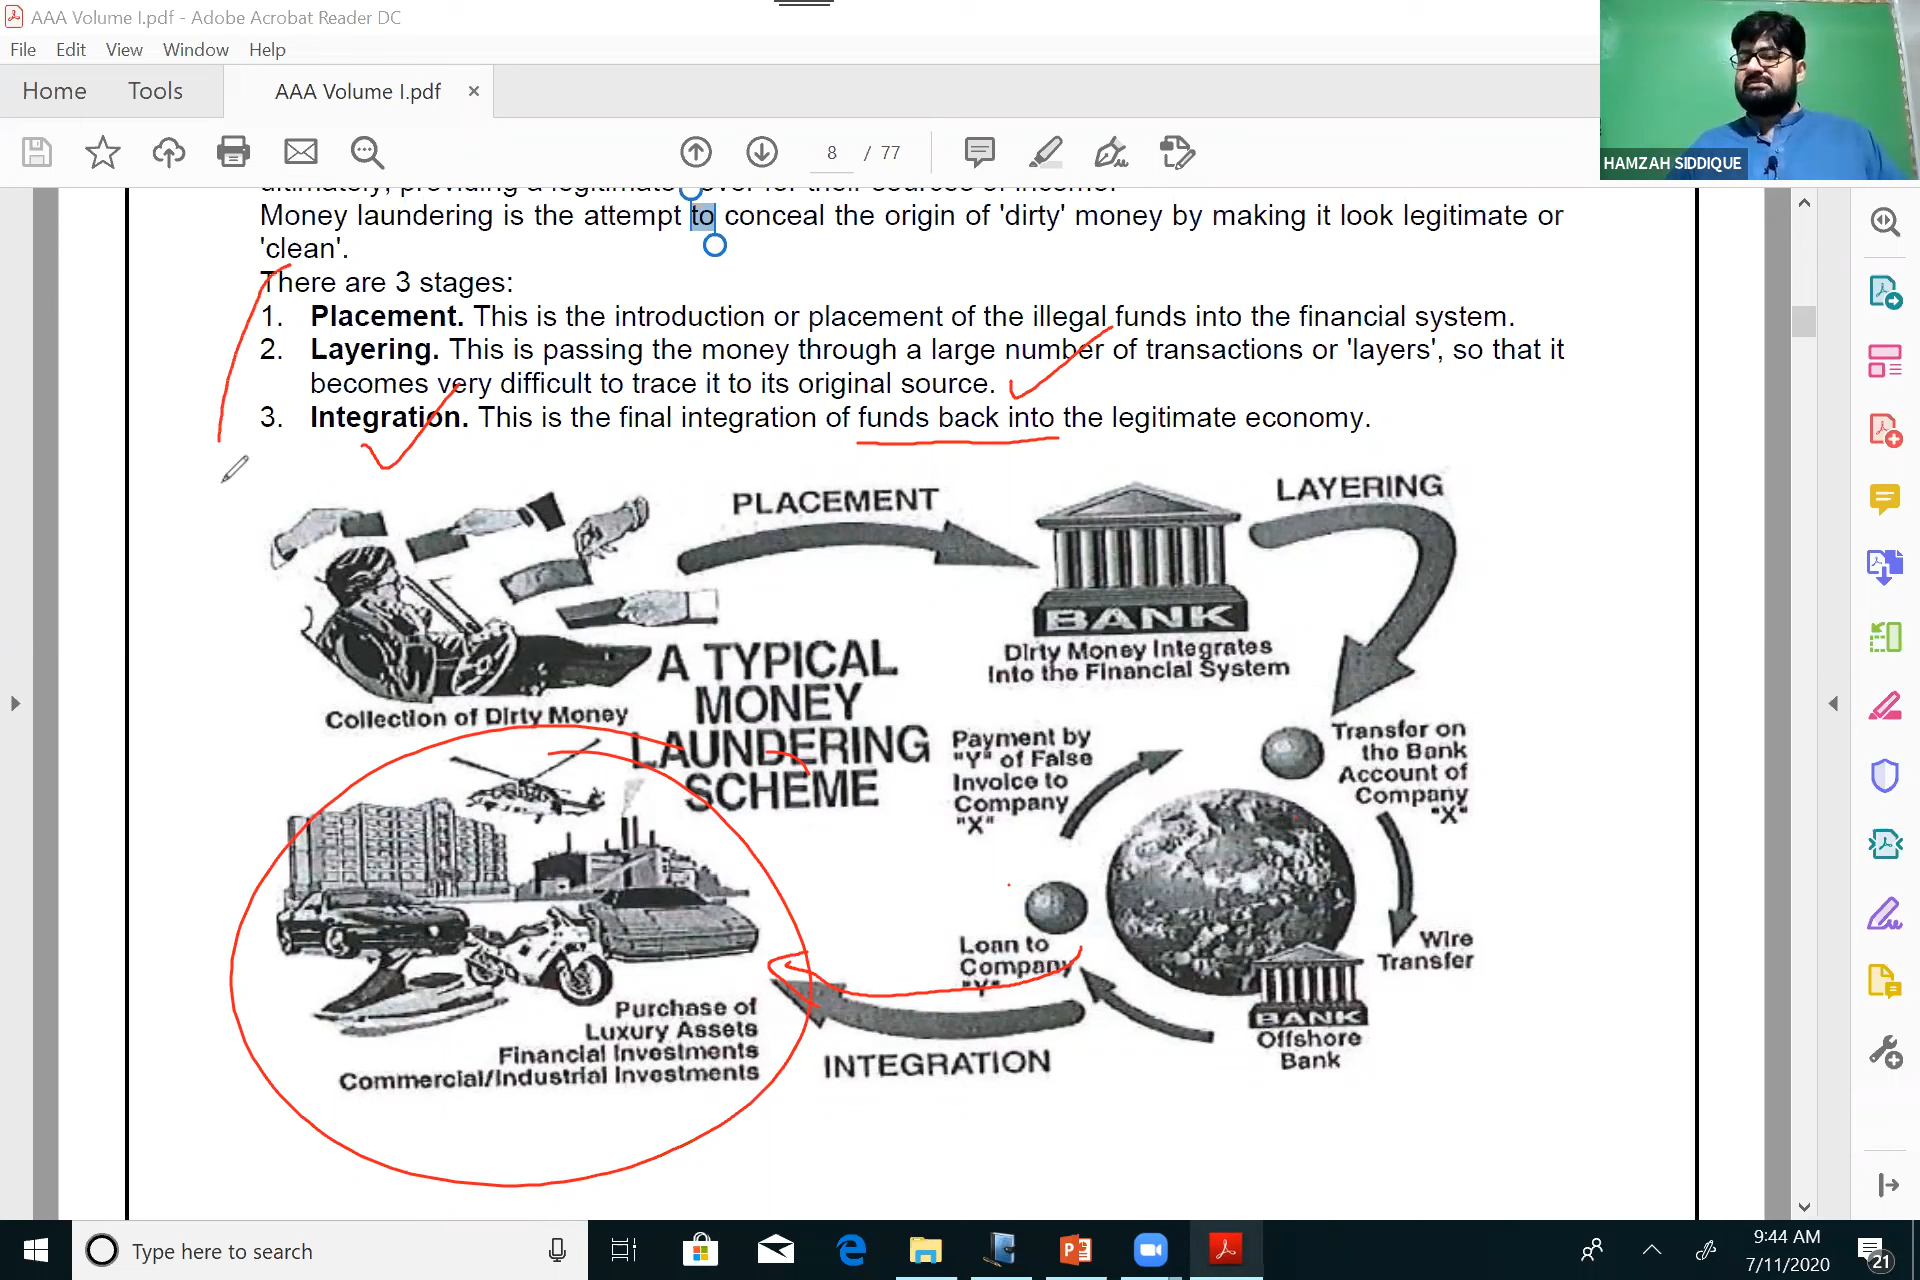 AAA Volume I.pdf - Adobe Acrobat Reader DC
File Edit View Window Help
Home Tools AAA Volume I.pdf ×
8 / 77
HAMZAH SIDDIQUE
Money laundering is the attempt to conceal the origin of 'dirty' money by making it look legitimate or
'clean'.
There are 3 stages:
1. Placement. This is the introduction or placement of the illegal funds into the financial system.
2. Layering. This is passing the money through a large number of transactions or 'layers', so that it
becomes very difficult to trace it to its original source.
3. Integration. This is the final integration of funds back into the legitimate economy.
PLACEMENT
LAYERING
BANK
Dirty Money Integrates
Into the Financial System
Collection of Dirty Money
A TYPICAL
MONEY
LAUNDERING
SCHEME
Transfer on
the Bank
Account of
Company
"X"
Payment by
"Y" of False
Invoice to
Company
"X"
Wire
Transfer
Loan to
Company
"Y"
BANK
Offshore
Bank
INTEGRATION
Purchase of
Luxury Assets
Financial Investments
Commercial/Industrial Investments
Type here to search
9:44 AM
7/11/2020
21